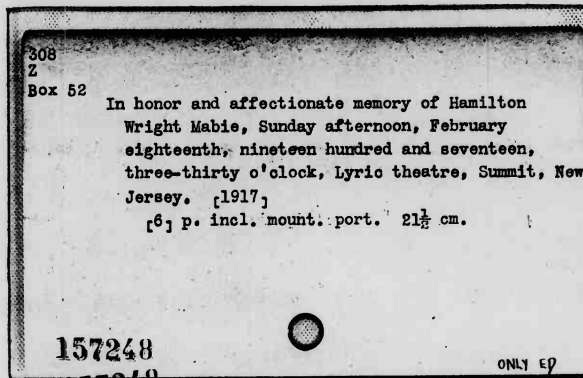 308
Z
Box 52
In honor and affectionate memory of Hamilton
Wright Mabie, Sunday afternoon, February
eighteenth, nineteen hundred and seventeen,
three-thirty o'clock, Lyric theatre, Summit, New
Jersey. [1917]
[6] p. incl. mount. port. 21½ cm.
157248
ONLY ED